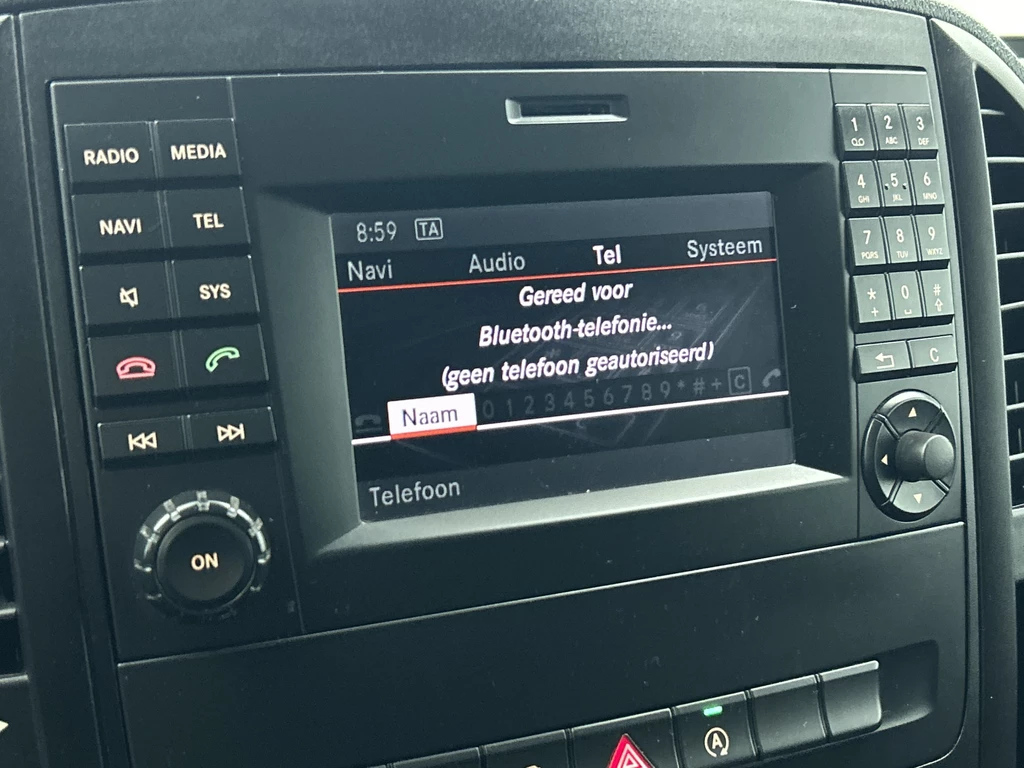 RADIO MEDIA
NAVI TEL
SYS
ON
8:59 TA
Navi Audio Tel Systeem
Gereed voor
Bluetooth-telefonie...
(geen telefoon geautoriseerd)
Naam 0 1 2 3 4 5 6 7 8 9 * # + C
Telefoon
1 2 3
ABC DEF
4 5 6
GHI JKL MNO
7 8 9
PQRS TUV WXYZ
* 0 #
+
C
A